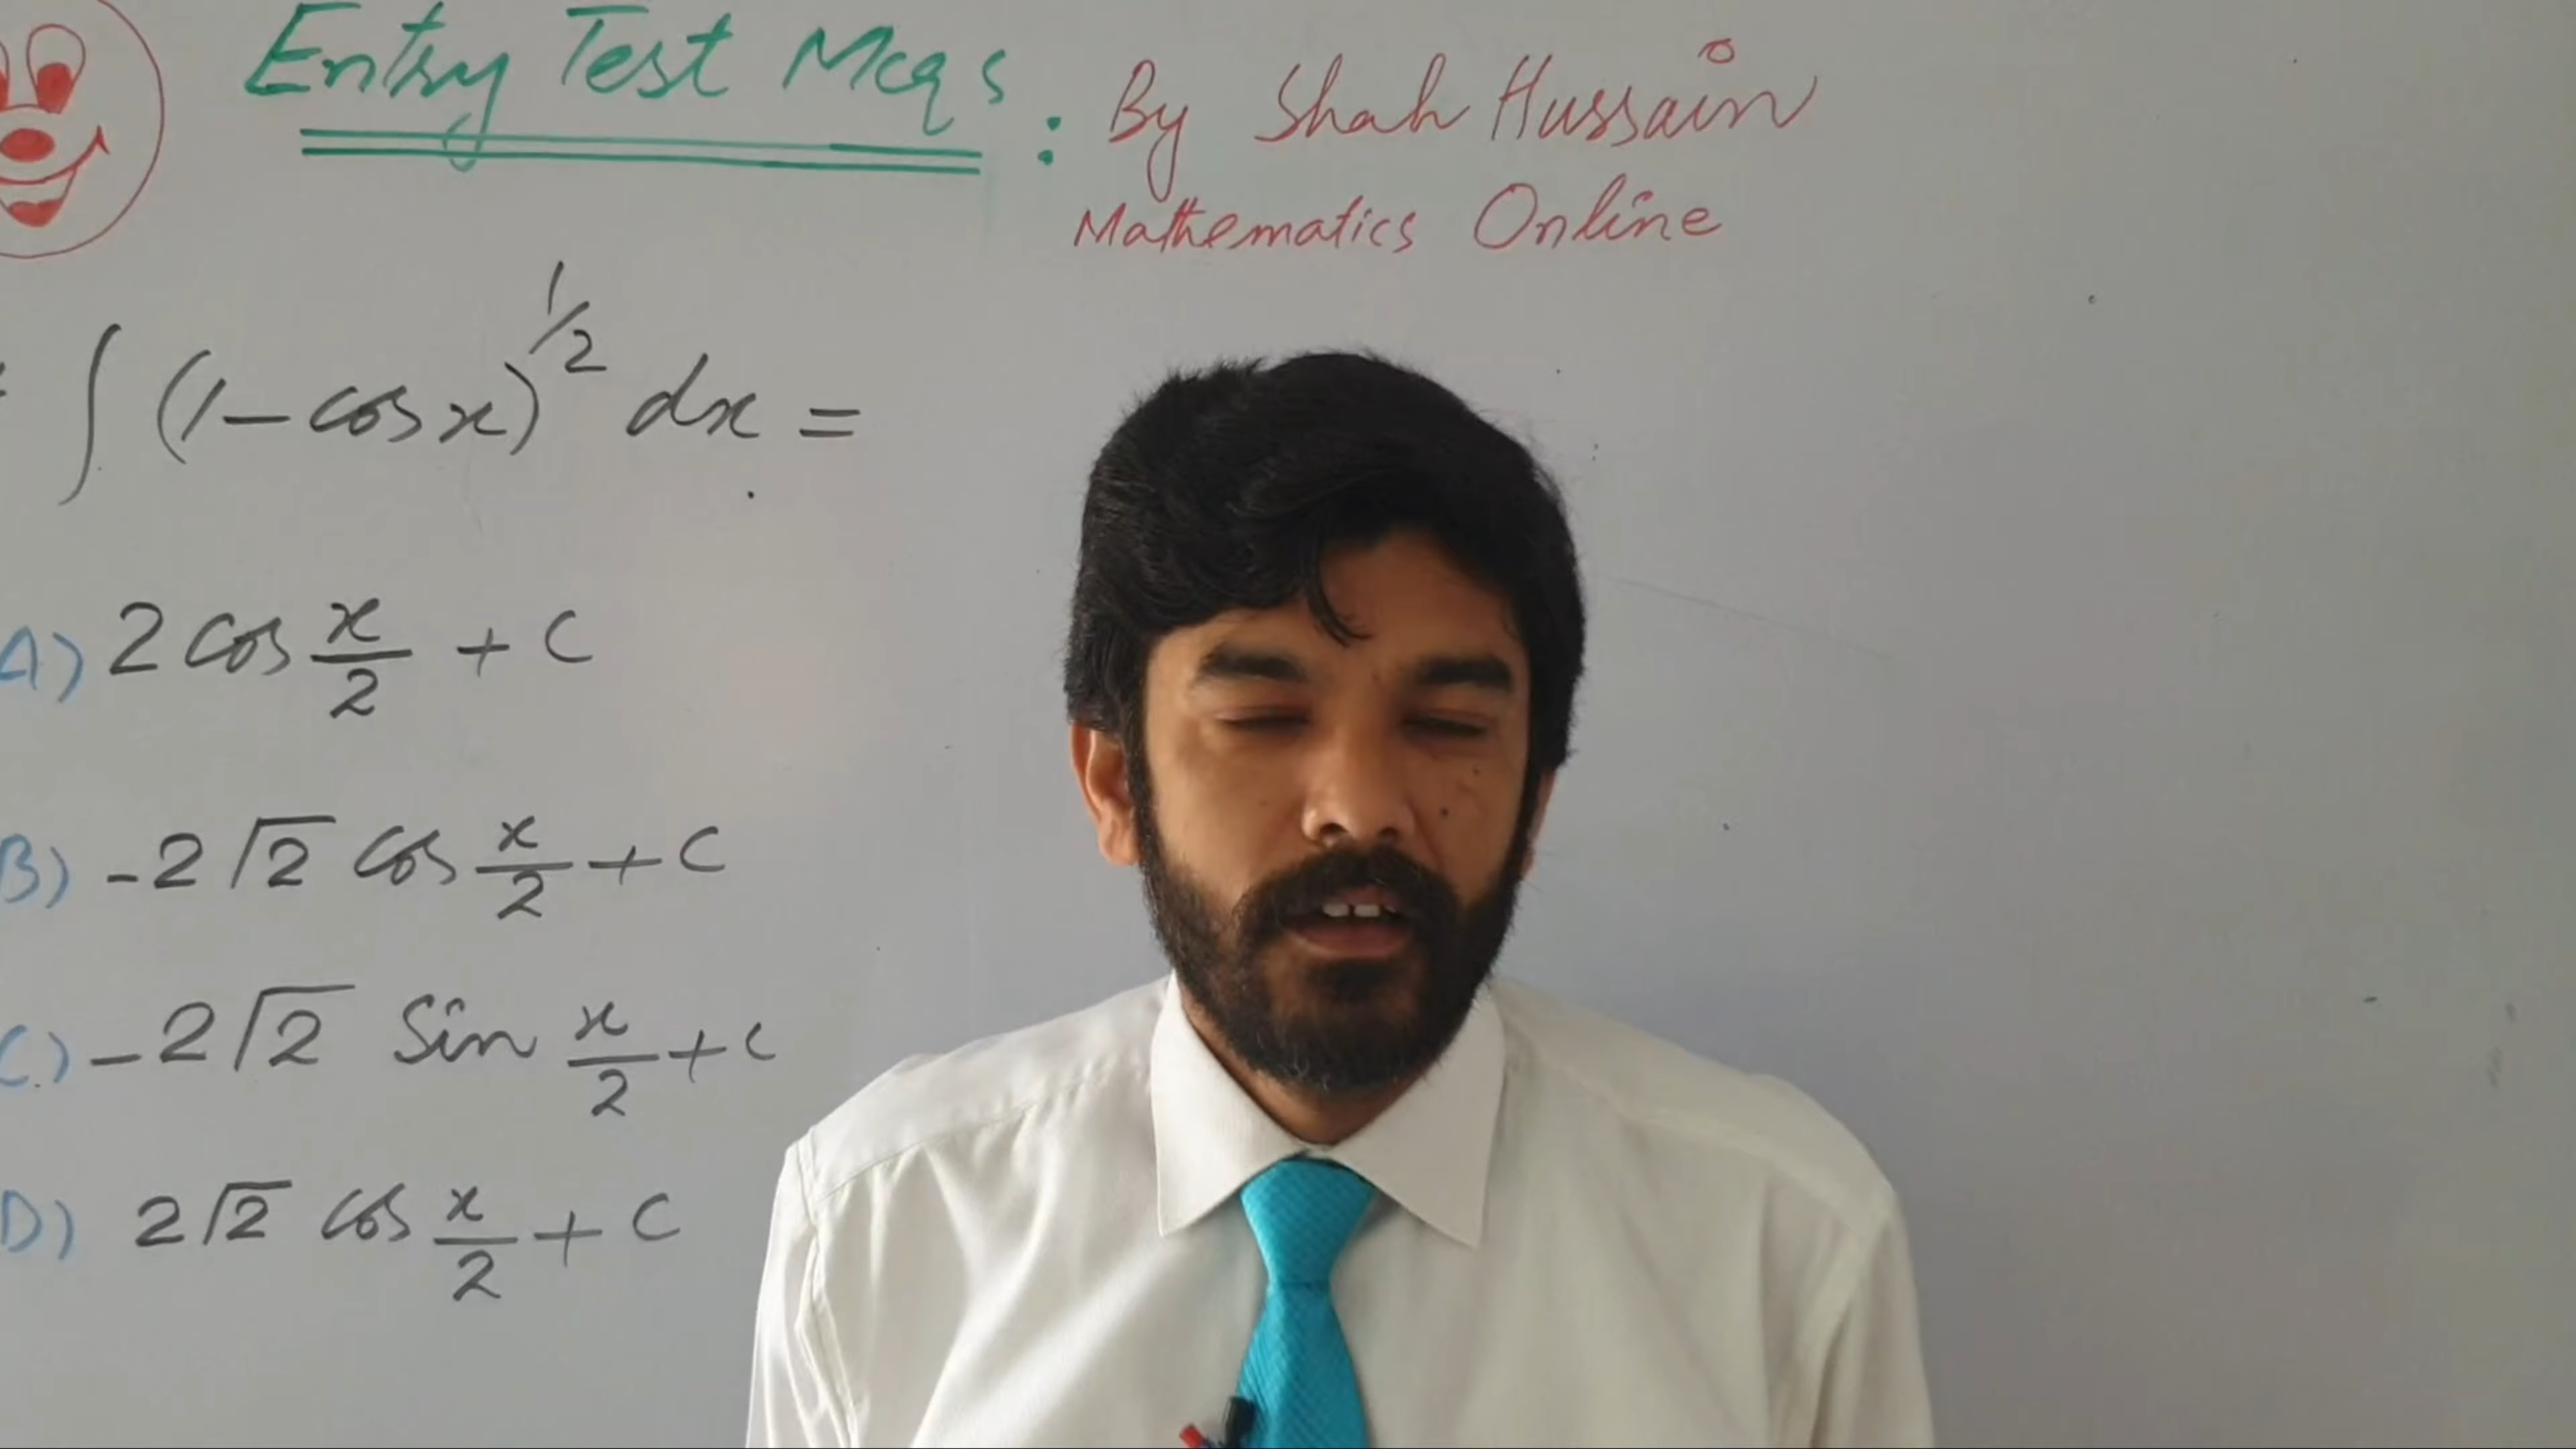 Entry Test Mcqs : By Shah Hussain
Mathematics Online
∫ (1-cosx)^1/2 dx =
A) 2 cos x/2 + C
B) -2√2 cos x/2 + C
C) -2√2 Sin x/2 + C
D) 2√2 cos x/2 + C